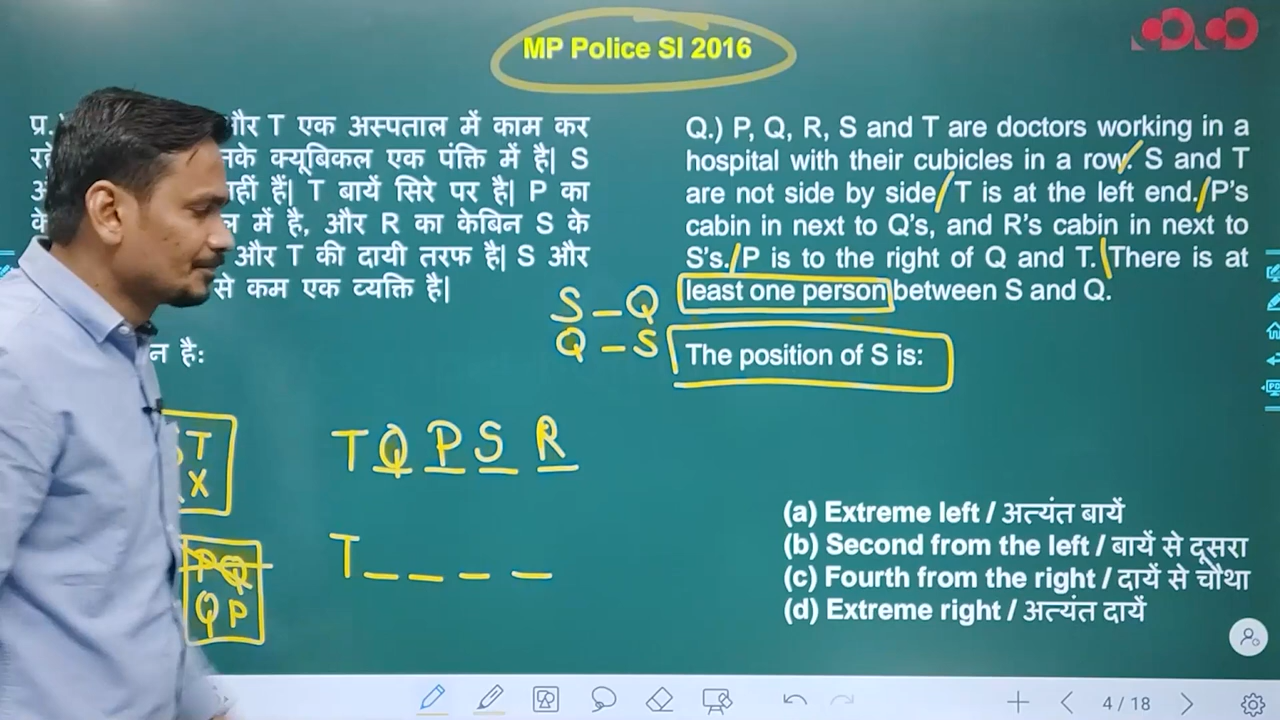 MP Police SI 2016
प्र. और T एक अस्पताल में काम कर
क्यूबिकल एक पंक्ति में है| S
नहीं हैं| T बायें सिरे पर है| P का
में है, और R का केबिन S के
और T की दायी तरफ है| S और
से कम एक व्यक्ति है|
है:
Q.) P, Q, R, S and T are doctors working in a
hospital with their cubicles in a row. S and T
are not side by side. T is at the left end. P's
cabin in next to Q's, and R's cabin in next to
S's. P is to the right of Q and T. There is at
least one person between S and Q.
S – Q
Q – S
The position of S is:
T
X
T Q P S R
P Q
Q P
T _ _ _ _
(a) Extreme left / अत्यंत बायें
(b) Second from the left / बायें से दूसरा
(c) Fourth from the right / दायें से चौथा
(d) Extreme right / अत्यंत दायें
4 / 18